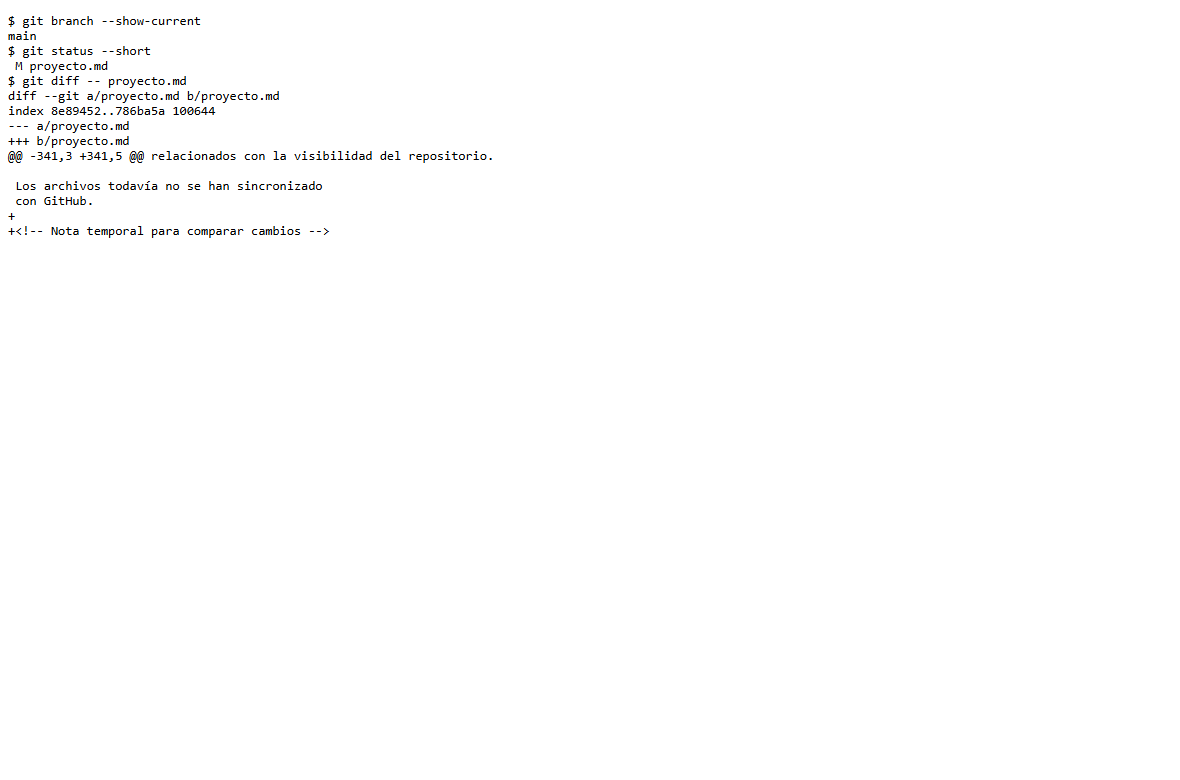 $ git branch --show-current
main
$ git status --short
 M proyecto.md
$ git diff -- proyecto.md
diff --git a/proyecto.md b/proyecto.md
index 8e89452..786ba5a 100644
--- a/proyecto.md
+++ b/proyecto.md
@@ -341,3 +341,5 @@ relacionados con la visibilidad del repositorio.

 Los archivos todavía no se han sincronizado
 con GitHub.
+
+<!-- Nota temporal para comparar cambios -->